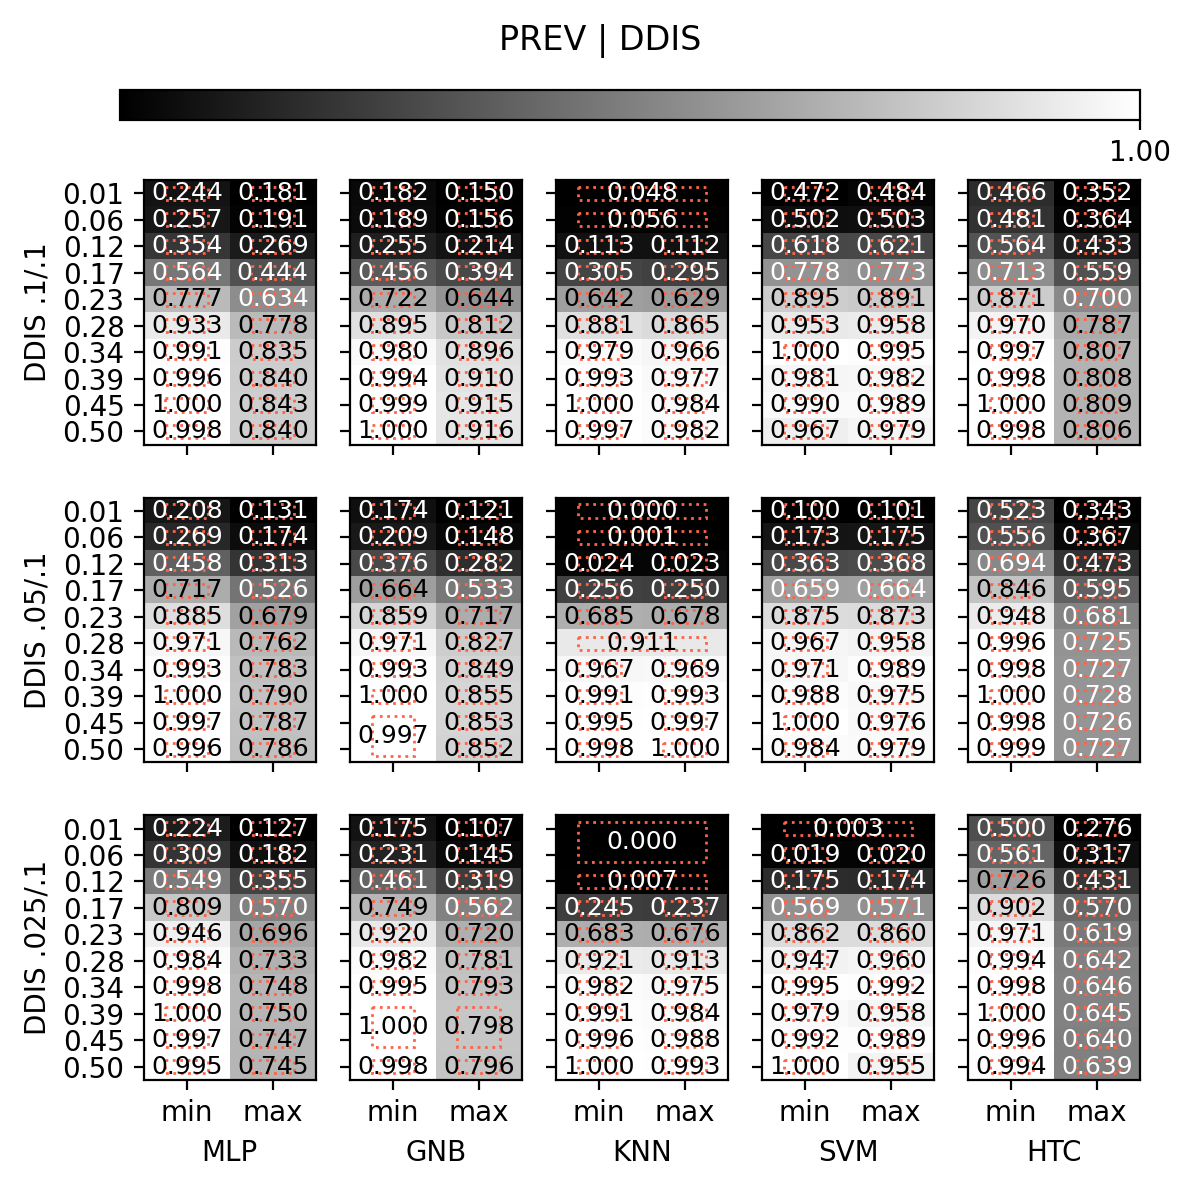 PREV | DDIS
1.00
DDIS .1/.1
0.01 0.244 0.181 0.182 0.150 0.048 0.472 0.484 0.466 0.352
0.06 0.257 0.191 0.189 0.156 0.056 0.502 0.503 0.481 0.364
0.12 0.354 0.269 0.255 0.214 0.113 0.112 0.618 0.621 0.564 0.433
0.17 0.564 0.444 0.456 0.394 0.305 0.295 0.778 0.773 0.713 0.559
0.23 0.777 0.634 0.722 0.644 0.642 0.629 0.895 0.891 0.871 0.700
0.28 0.933 0.778 0.895 0.812 0.881 0.865 0.953 0.958 0.970 0.787
0.34 0.991 0.835 0.980 0.896 0.979 0.966 1.000 0.995 0.997 0.807
0.39 0.996 0.840 0.994 0.910 0.993 0.977 0.981 0.982 0.998 0.808
0.45 1.000 0.843 0.999 0.915 1.000 0.984 0.990 0.989 1.000 0.809
0.50 0.998 0.840 1.000 0.916 0.997 0.982 0.967 0.979 0.998 0.806
DDIS .05/.1
0.01 0.208 0.131 0.174 0.121 0.000 0.100 0.101 0.523 0.343
0.06 0.269 0.174 0.209 0.148 0.001 0.173 0.175 0.556 0.367
0.12 0.458 0.313 0.376 0.282 0.024 0.023 0.363 0.368 0.694 0.473
0.17 0.717 0.526 0.664 0.533 0.256 0.250 0.659 0.664 0.846 0.595
0.23 0.885 0.679 0.859 0.717 0.685 0.678 0.875 0.873 0.948 0.681
0.28 0.971 0.762 0.971 0.827 0.911 0.967 0.958 0.996 0.725
0.34 0.993 0.783 0.993 0.849 0.967 0.969 0.971 0.989 0.998 0.727
0.39 1.000 0.790 1.000 0.855 0.991 0.993 0.988 0.975 1.000 0.728
0.45 0.997 0.787 0.997 0.853 0.995 0.997 1.000 0.976 0.998 0.726
0.50 0.996 0.786 0.852 0.998 1.000 0.984 0.979 0.999 0.727
DDIS .025/.1
0.01 0.224 0.127 0.175 0.107 0.000 0.003 0.500 0.276
0.06 0.309 0.182 0.231 0.145 0.019 0.020 0.561 0.317
0.12 0.549 0.355 0.461 0.319 0.007 0.175 0.174 0.726 0.431
0.17 0.809 0.570 0.749 0.562 0.245 0.237 0.569 0.571 0.902 0.570
0.23 0.946 0.696 0.920 0.720 0.683 0.676 0.862 0.860 0.971 0.619
0.28 0.984 0.733 0.982 0.781 0.921 0.913 0.947 0.960 0.994 0.642
0.34 0.998 0.748 0.995 0.793 0.982 0.975 0.995 0.992 0.998 0.646
0.39 1.000 0.750 1.000 0.798 0.991 0.984 0.979 0.958 1.000 0.645
0.45 0.997 0.747 0.996 0.988 0.992 0.989 0.996 0.640
0.50 0.995 0.745 0.998 0.796 1.000 0.993 1.000 0.955 0.994 0.639
min max min max min max min max min max
MLP GNB KNN SVM HTC